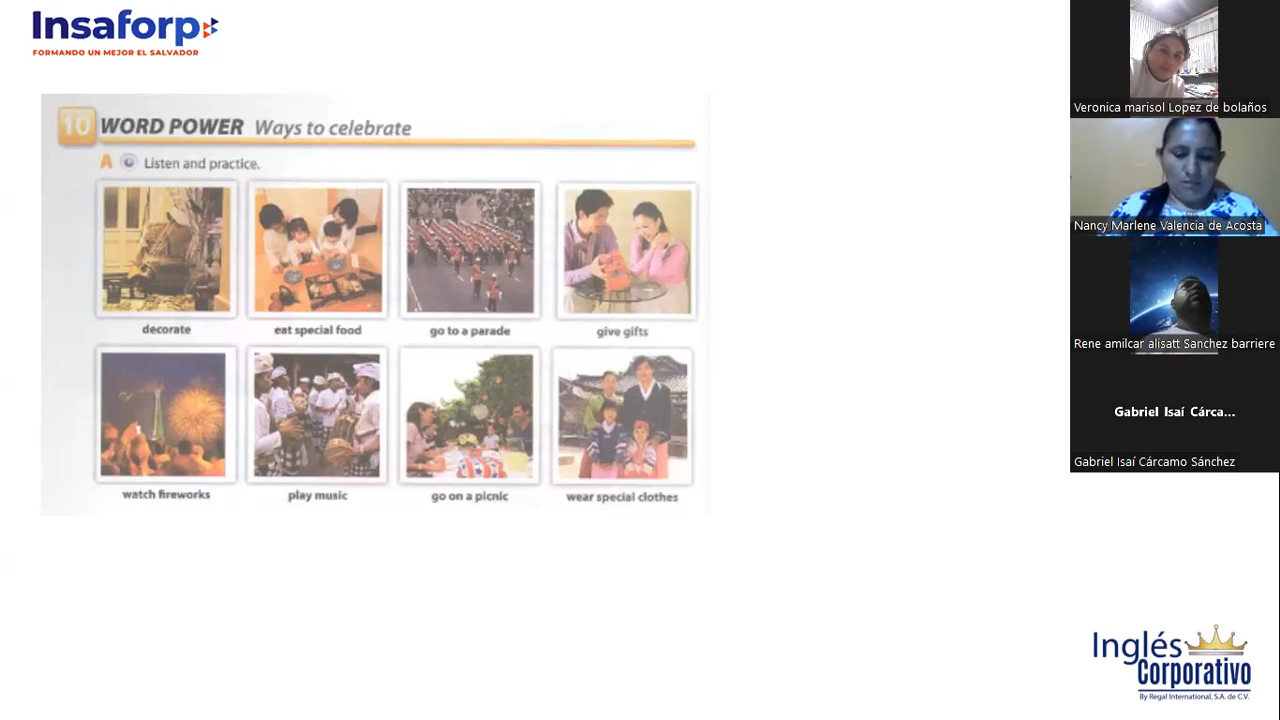 Insaforp
FORMANDO UN MEJOR EL SALVADOR
10 WORD POWER Ways to celebrate
A Listen and practice.
decorate
eat special food
go to a parade
give gifts
watch fireworks
play music
go on a picnic
wear special clothes
Veronica marisol Lopez de bolaños
Nancy Marlene Valencia de Acosta
Rene amilcar alisatt Sanchez barriere
Gabriel Isaí Cárca...
Gabriel Isaí Cárcamo Sánchez
Inglés
Corporativo
By Regal International, S.A. de C.V.